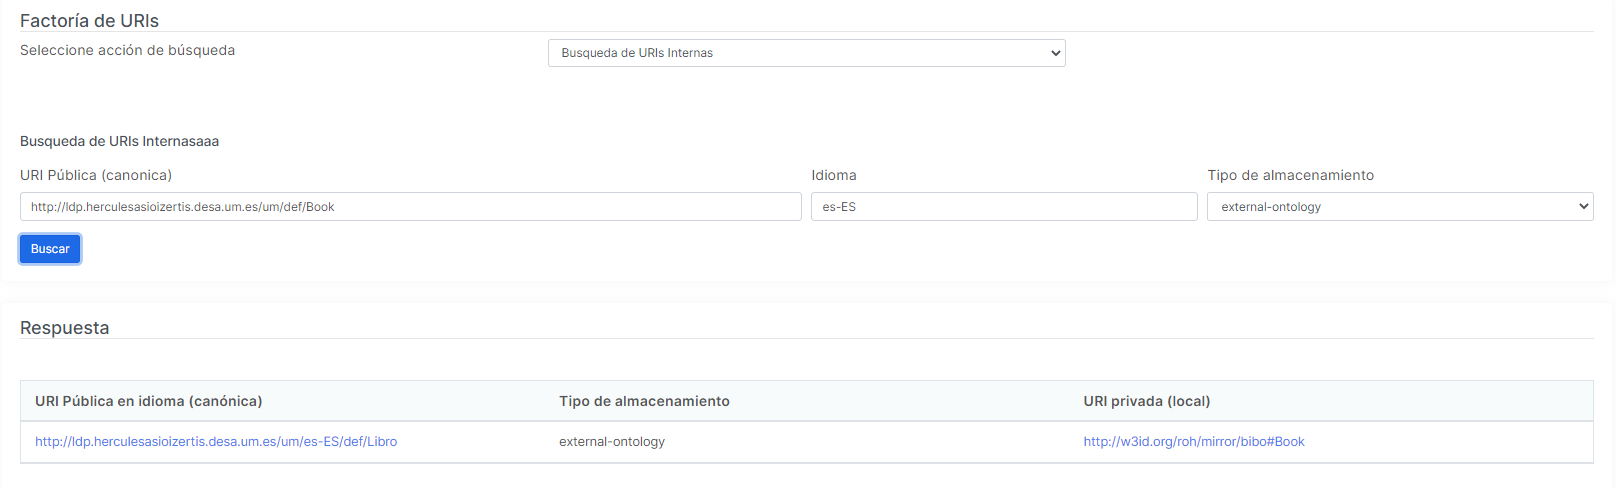 Factoría de URIs
Seleccione acción de búsqueda Busqueda de URIs Internas
Busqueda de URIs Internasaaa
URI Pública (canonica) Idioma Tipo de almacenamiento
http://ldp.herculesasioizertis.desa.um.es/um/def/Book es-ES external-ontology
Buscar
Respuesta
URI Pública en idioma (canónica) Tipo de almacenamiento URI privada (local)
http://ldp.herculesasioizertis.desa.um.es/um/es-ES/def/Libro external-ontology http://w3id.org/roh/mirror/bibo#Book